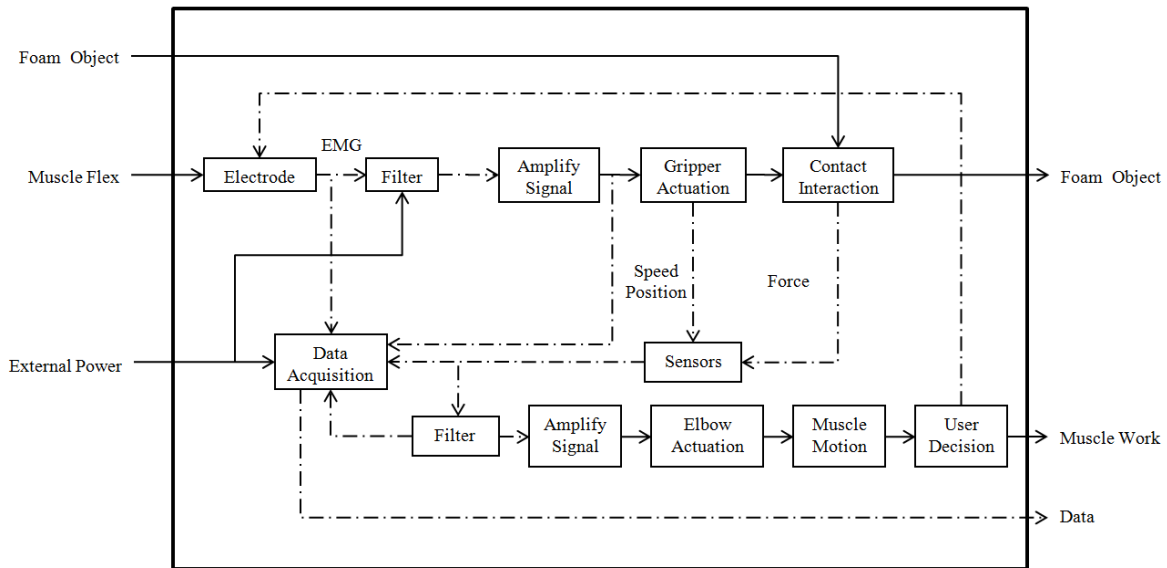 Foam Object
EMG
Muscle Flex
Electrode
Filter
Amplify
Signal
Gripper
Actuation
Contact
Interaction
Foam Object
Speed
Position
Force
External Power
Data
Acquisition
Sensors
Filter
Amplify
Signal
Elbow
Actuation
Muscle
Motion
User
Decision
Muscle Work
Data